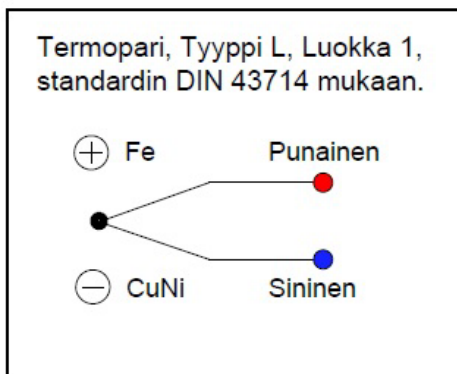 Termopari, Tyyppi L, Luokka 1,
standardin DIN 43714 mukaan.
+ Fe Punainen
− CuNi Sininen